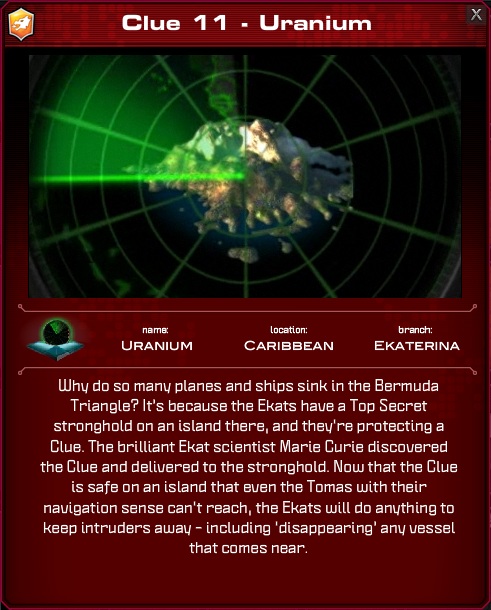 Clue 11 - Uranium
X
name:
Uranium
location:
Caribbean
branch:
Ekaterina
Why do so many planes and ships sink in the Bermuda
Triangle? It's because the Ekats have a Top Secret
stronghold on an island there, and they're protecting a
Clue. The brilliant Ekat scientist Marie Curie discovered
the Clue and delivered to the stronghold. Now that the Clue
is safe on an island that even the Tomas with their
navigation sense can't reach, the Ekats will do anything to
keep intruders away - including 'disappearing' any vessel
that comes near.